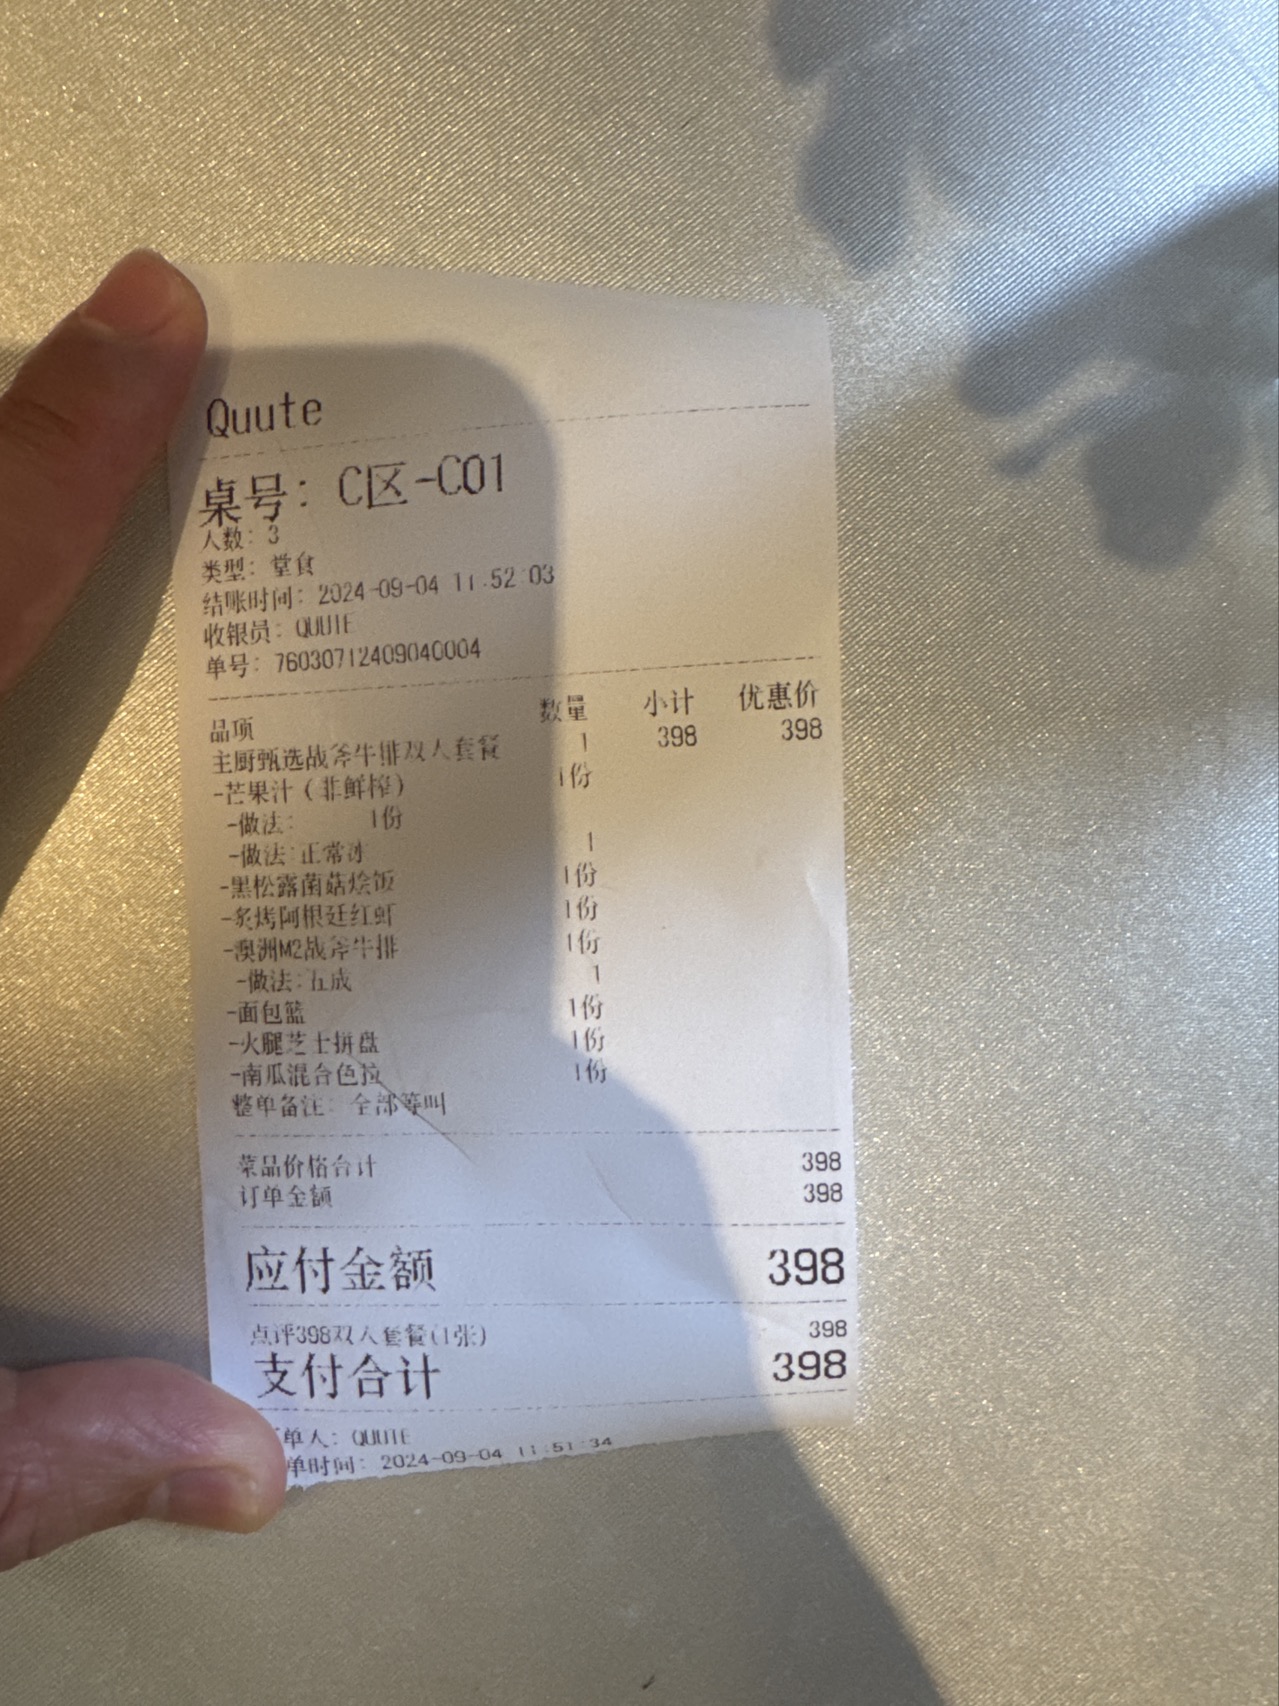 Quute
桌号: C区-C01
人数: 3
类型: 堂食
结账时间: 2024-09-04 11:52:03
收银员: QUUTE
单号: 76030712409040004
品项 数量 小计 优惠价
主厨甄选战斧牛排双人套餐 1 398 398
-芒果汁(非鲜榨) 1份
-做法: 1份
-做法:正常冰 1
-黑松露菌菇烩饭 1份
-炙烤阿根廷红虾 1份
-澳洲M2战斧牛排 1份
-做法:五成 1
-面包篮 1份
-火腿芝士拼盘 1份
-南瓜混合色拉 1份
整单备注: 全部等叫
菜品价格合计 398
订单金额 398
应付金额 398
点评398双人套餐(1张) 398
支付合计 398
单人: QUUTE
单时间: 2024-09-04 11:51:34